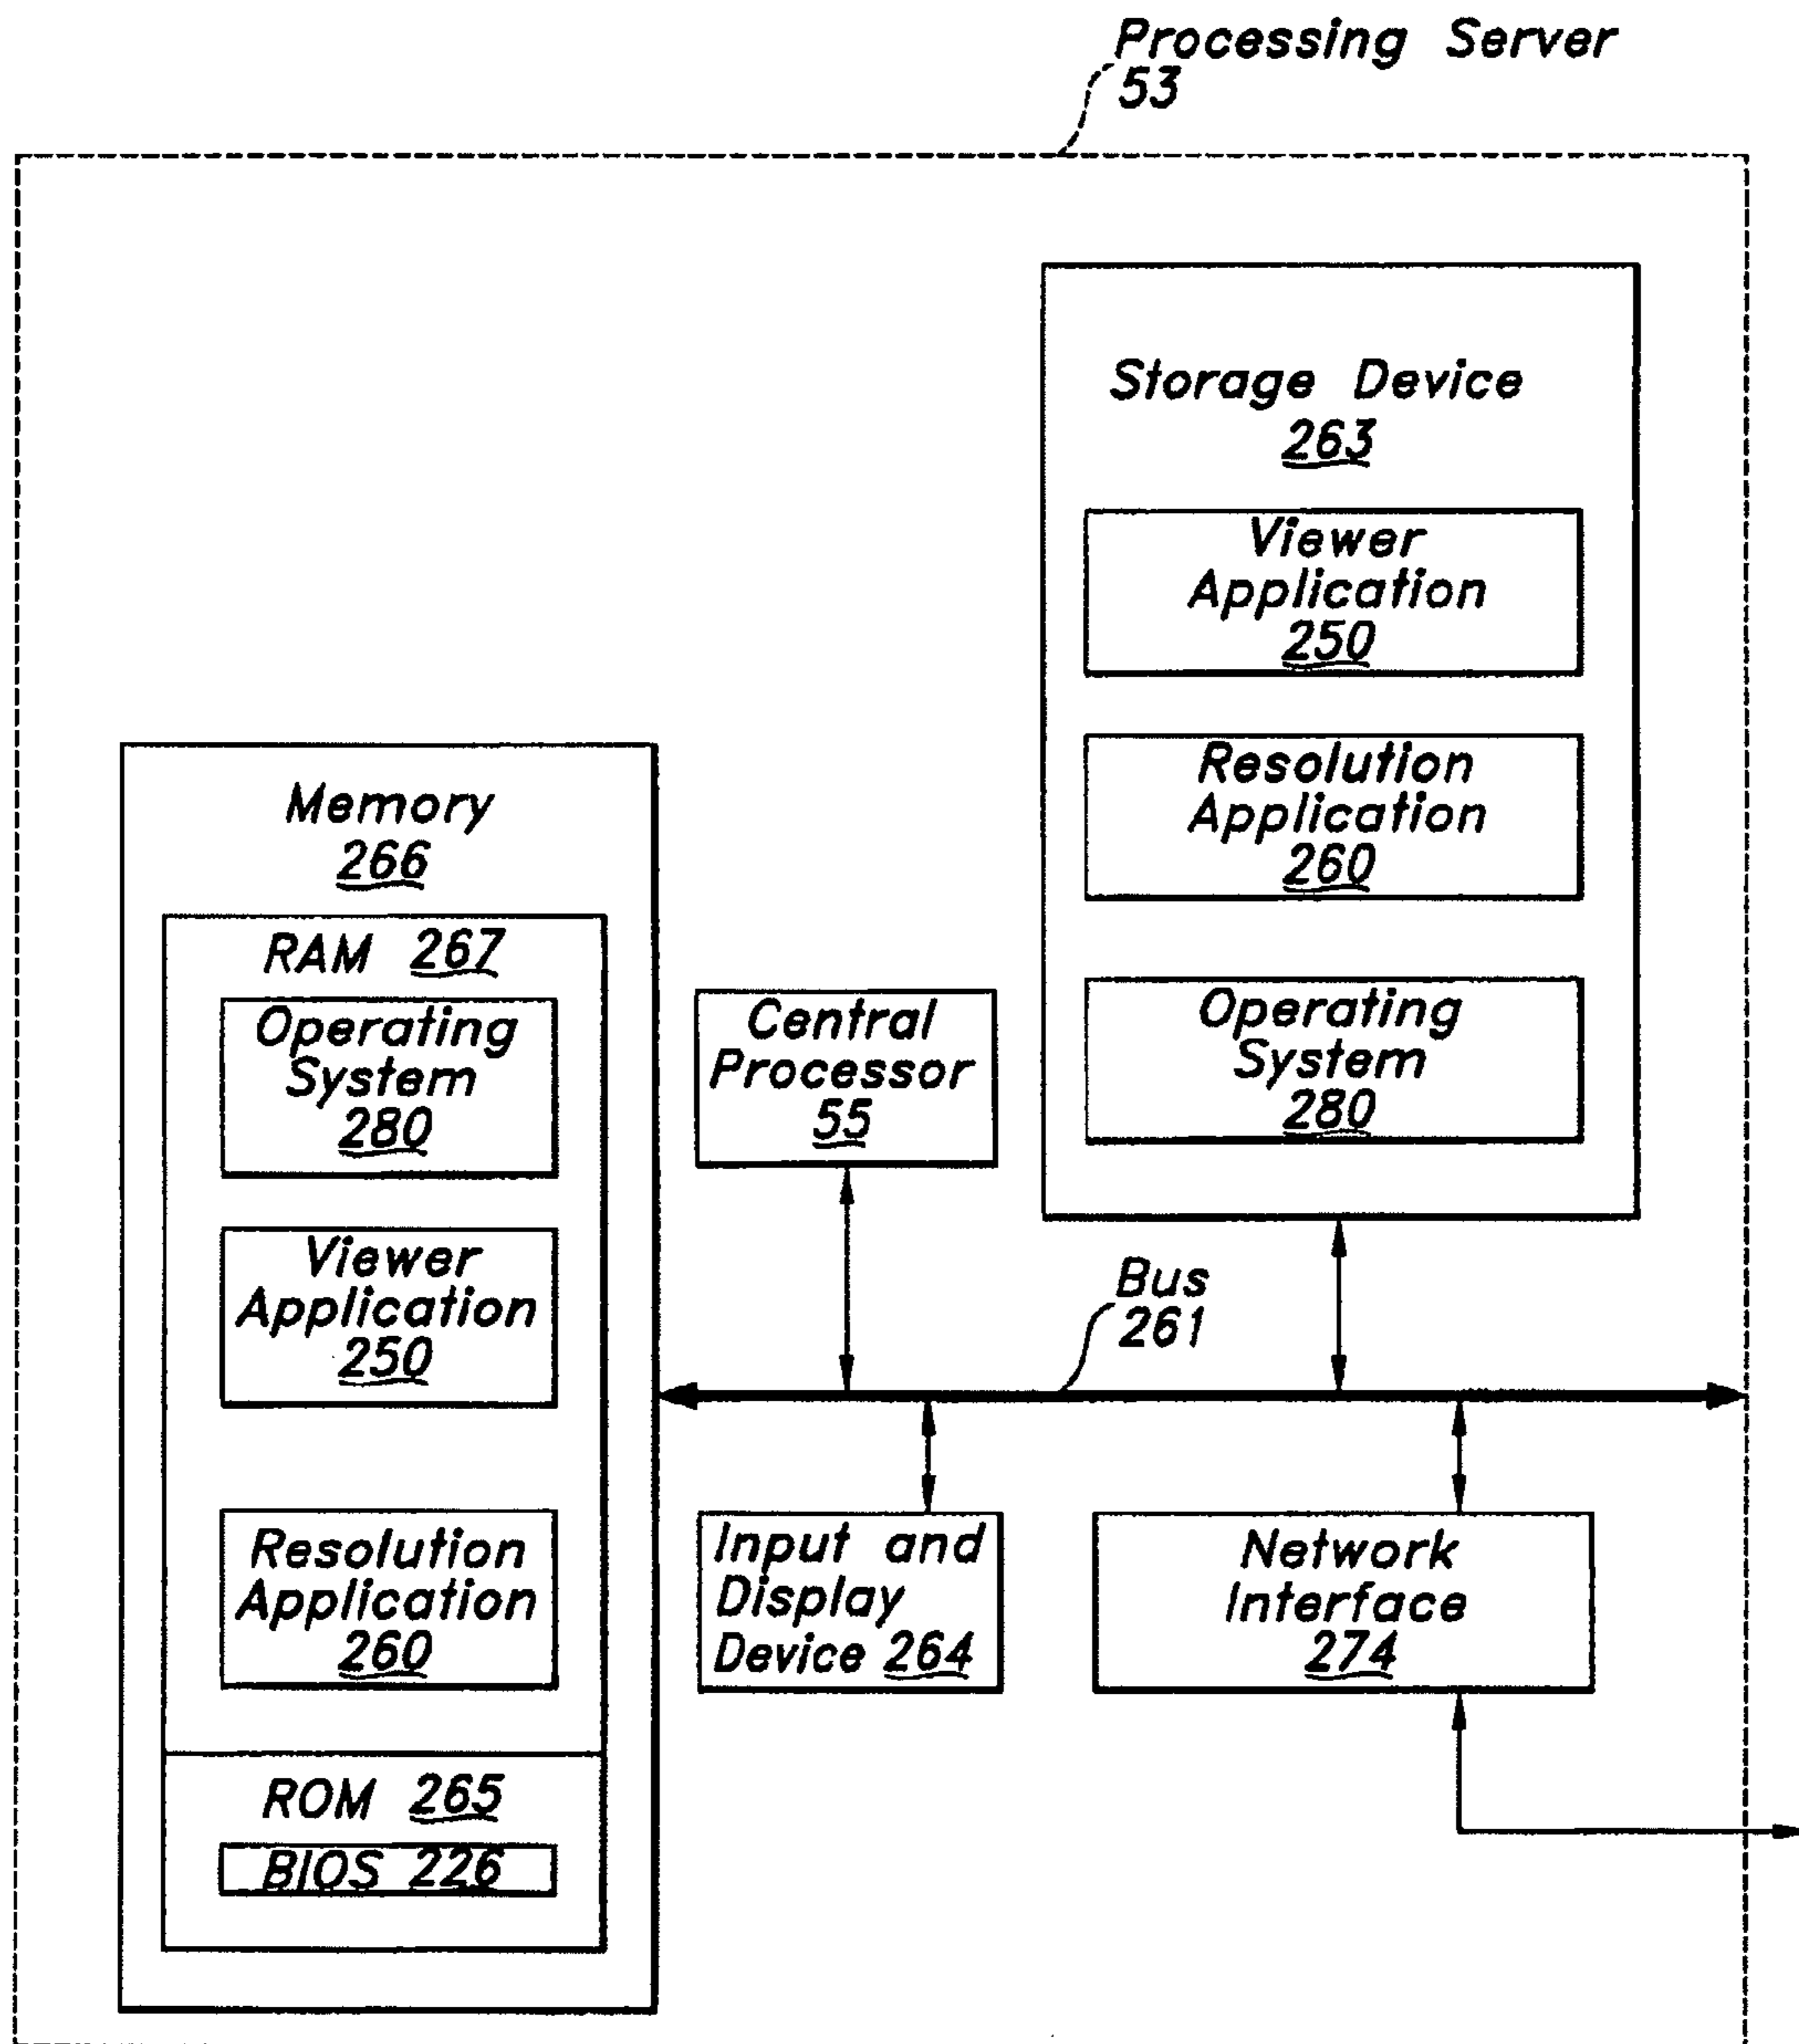 Processing Server
53
Storage Device
263
Viewer
Application
250
Resolution
Application
260
Operating
System
280
Memory
266
RAM 267
Operating
System
280
Viewer
Application
250
Resolution
Application
260
ROM 265
BIOS 226
Central
Processor
55
Bus
261
Input and
Display
Device 264
Network
Interface
274